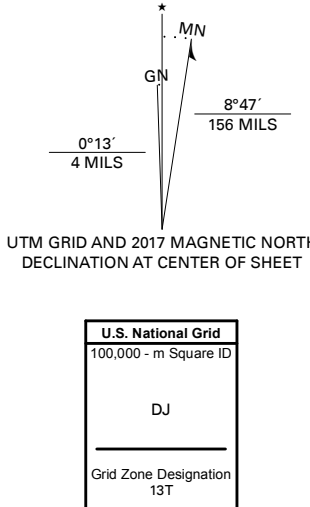 ★
MN
GN
8°47´
156 MILS
0°13´
4 MILS
UTM GRID AND 2017 MAGNETIC NORTH
DECLINATION AT CENTER OF SHEET
U.S. National Grid
100,000 - m Square ID
DJ
Grid Zone Designation
13T